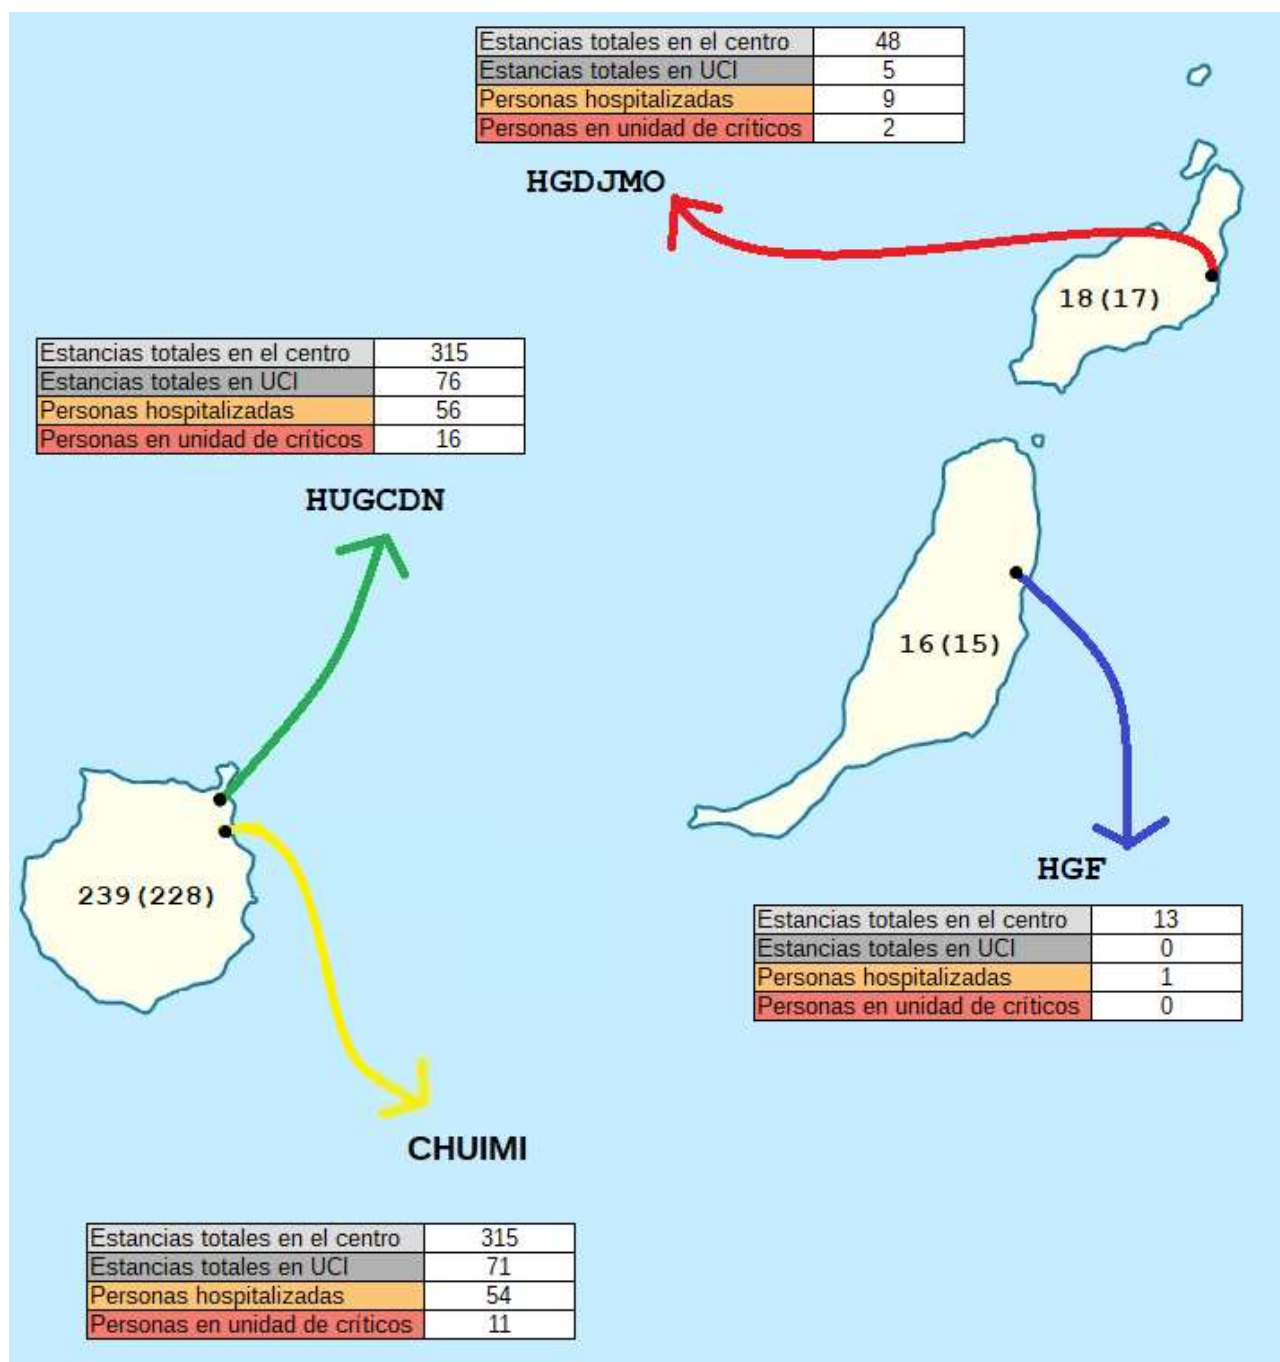 Estancias totales en el centro 48
Estancias totales en UCI 5
Personas hospitalizadas 9
Personas en unidad de críticos 2
HGDJMO
18(17)
Estancias totales en el centro 315
Estancias totales en UCI 76
Personas hospitalizadas 56
Personas en unidad de críticos 16
HUGCDN
16(15)
239(228)
HGF
Estancias totales en el centro 13
Estancias totales en UCI 0
Personas hospitalizadas 1
Personas en unidad de críticos 0
CHUIMI
Estancias totales en el centro 315
Estancias totales en UCI 71
Personas hospitalizadas 54
Personas en unidad de críticos 11